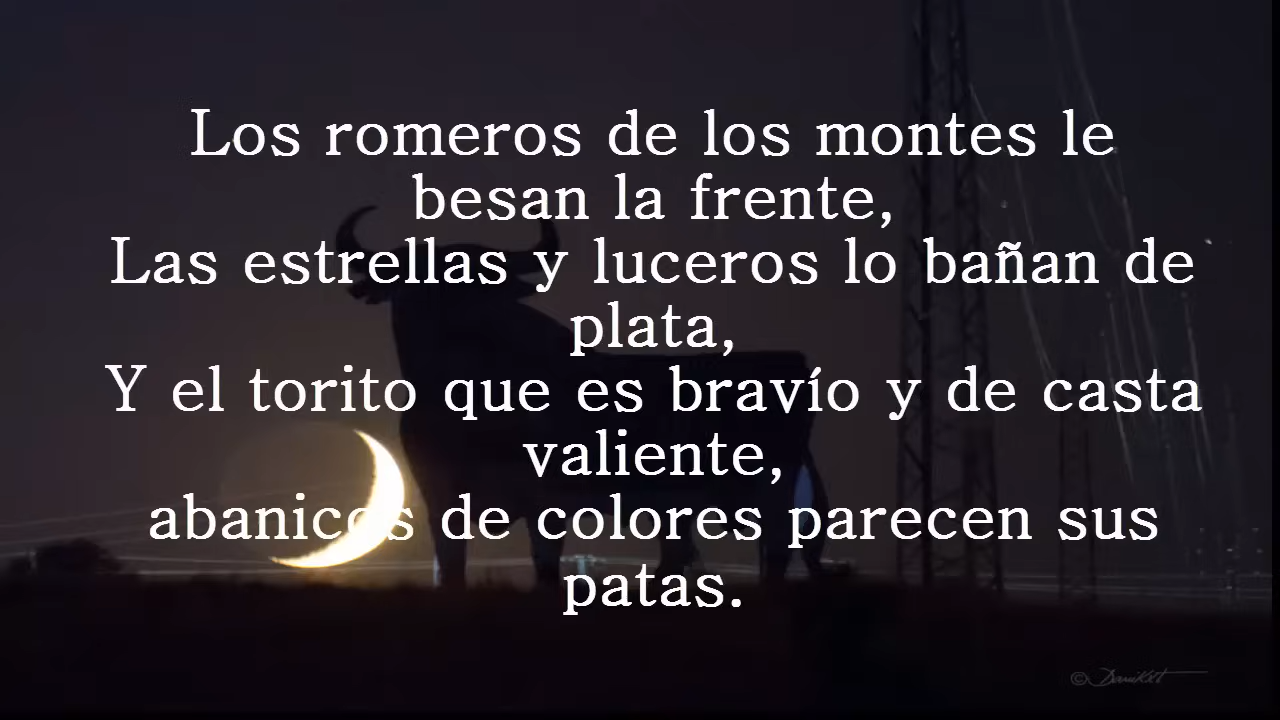 Los romeros de los montes le
besan la frente,
Las estrellas y luceros lo bañan de
plata,
Y el torito que es bravío y de casta
valiente,
abanicos de colores parecen sus
patas.